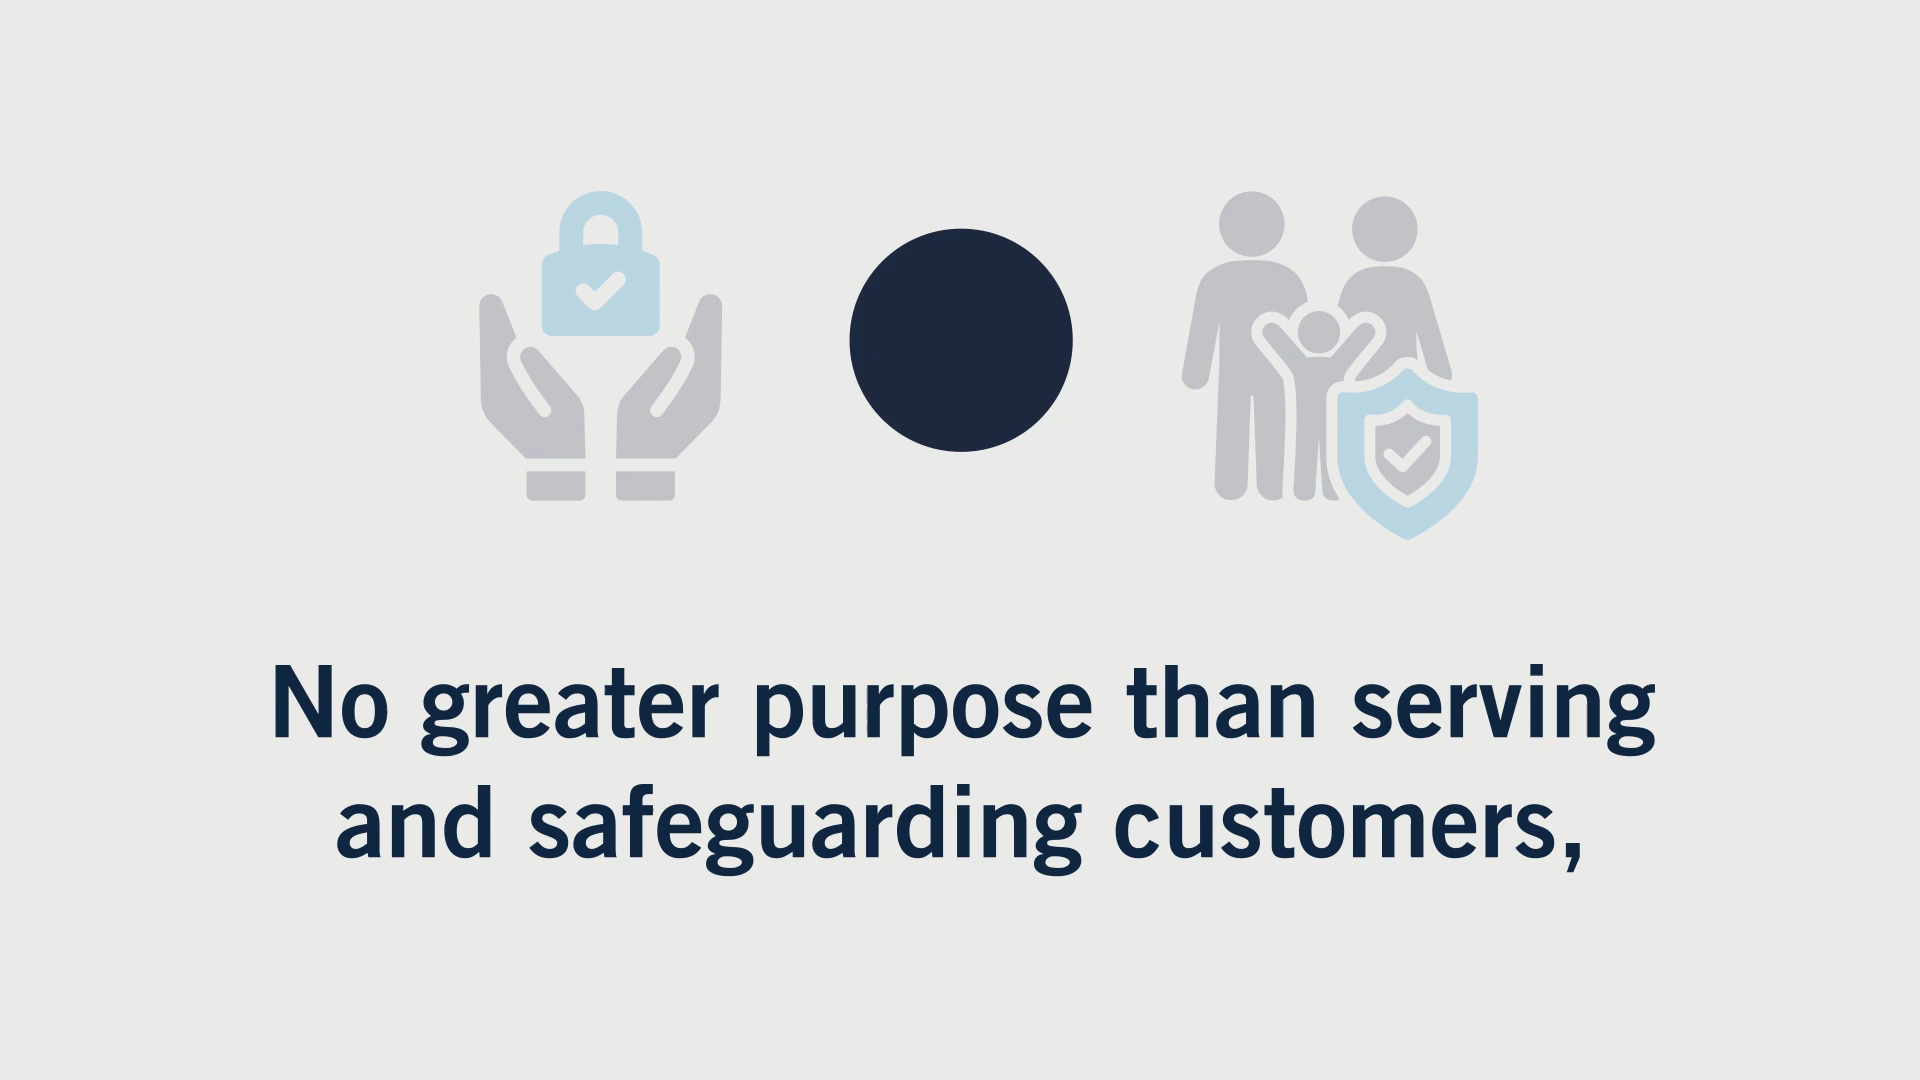 No greater purpose than serving
and safeguarding customers,